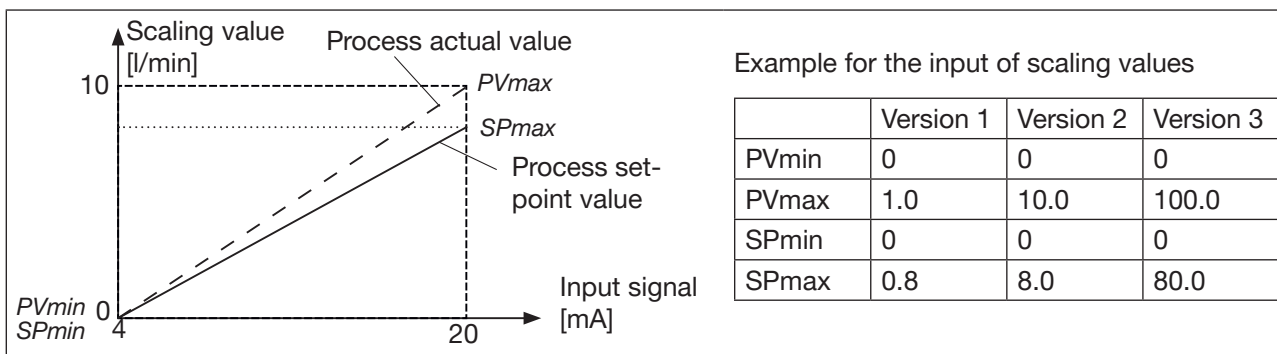 Scaling value
[l/min]
Process actual value
10
PVmax
SPmax
Process set-
point value
PVmin 0
SPmin
4
20
Input signal
[mA]
Example for the input of scaling values
Version 1 Version 2 Version 3
PVmin 0 0 0
PVmax 1.0 10.0 100.0
SPmin 0 0 0
SPmax 0.8 8.0 80.0